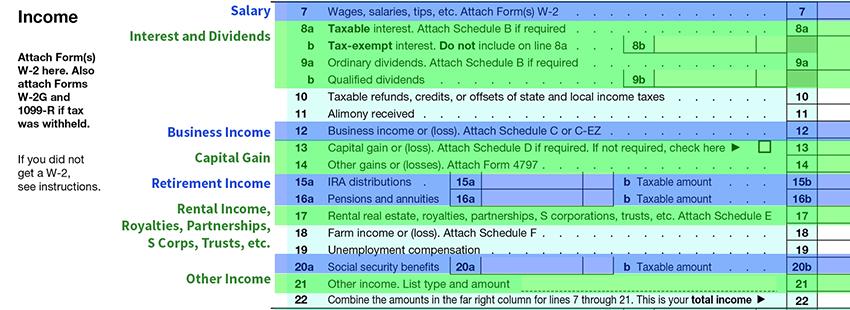 Income
Attach Form(s)
W-2 here. Also
attach Forms
W-2G and
1099-R if tax
was withheld.
If you did not
get a W-2,
see instructions.
Salary
Interest and Dividends
Business Income
Capital Gain
Retirement Income
Rental Income,
Royalties, Partnerships,
S Corps, Trusts, etc.
Other Income
7 Wages, salaries, tips, etc. Attach Form(s) W-2 . . . . . . . . . . . 7
8a Taxable interest. Attach Schedule B if required . . . . . . . . . . . 8a
b Tax-exempt interest. Do not include on line 8a . . . 8b
9a Ordinary dividends. Attach Schedule B if required . . . . . . . . . . 9a
b Qualified dividends . . . . . . . . . . . 9b
10 Taxable refunds, credits, or offsets of state and local income taxes . . . . . . 10
11 Alimony received . . . . . . . . . . . . . . . . . . 11
12 Business income or (loss). Attach Schedule C or C-EZ . . . . . . . . . 12
13 Capital gain or (loss). Attach Schedule D if required. If not required, check here ▶ ☐ 13
14 Other gains or (losses). Attach Form 4797 . . . . . . . . . . . . . 14
15a IRA distributions . 15a b Taxable amount . . . 15b
16a Pensions and annuities 16a b Taxable amount . . . 16b
17 Rental real estate, royalties, partnerships, S corporations, trusts, etc. Attach Schedule E 17
18 Farm income or (loss). Attach Schedule F . . . . . . . . . . . . . 18
19 Unemployment compensation . . . . . . . . . . . . . . . 19
20a Social security benefits 20a b Taxable amount . . . 20b
21 Other income. List type and amount 21
22 Combine the amounts in the far right column for lines 7 through 21. This is your total income ▶ 22